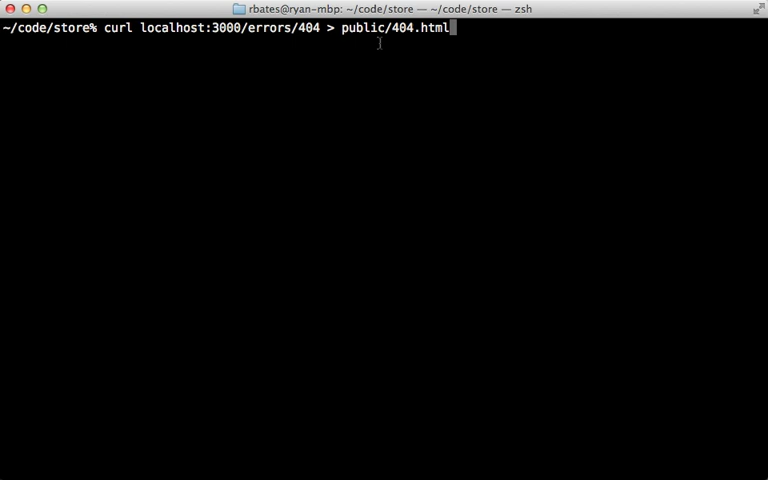 rbates@ryan-mbp: ~/code/store — ~/code/store — zsh
~/code/store% curl localhost:3000/errors/404 > public/404.html